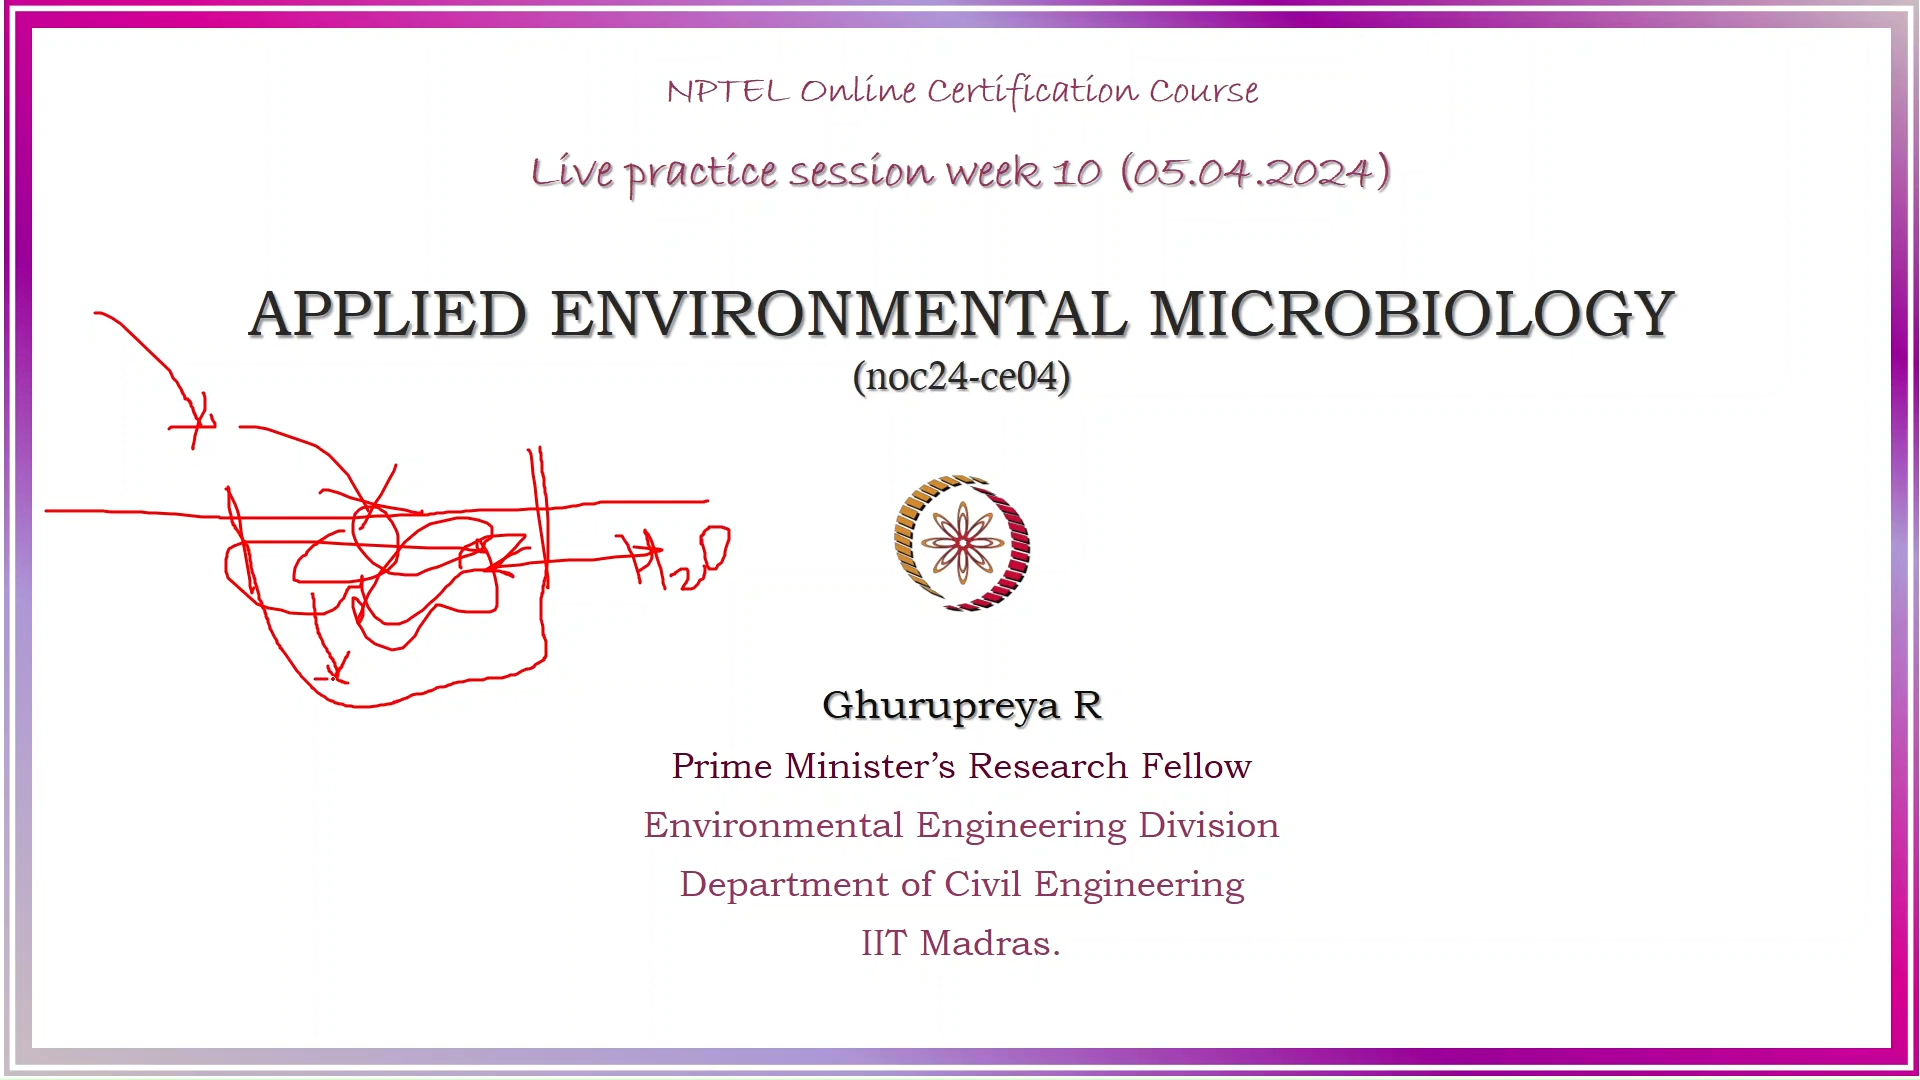 NPTEL Online Certification Course
Live practice session week 10 (05.04.2024)
APPLIED ENVIRONMENTAL MICROBIOLOGY
(noc24-ce04)
H₂O
Ghurupreya R
Prime Minister’s Research Fellow
Environmental Engineering Division
Department of Civil Engineering
IIT Madras.